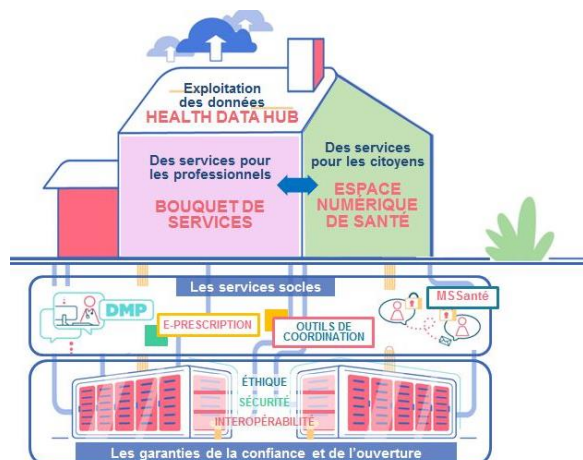 Exploitation
des données
HEALTH DATA HUB
Des services pour
les professionnels
BOUQUET DE
SERVICES
Des services
pour les citoyens
ESPACE
NUMÉRIQUE
DE SANTÉ
Les services socles
DMP
E-PRESCRIPTION
OUTILS DE
COORDINATION
MSSanté
ÉTHIQUE
SÉCURITÉ
INTEROPÉRABILITÉ
Les garanties de la confiance et de l'ouverture